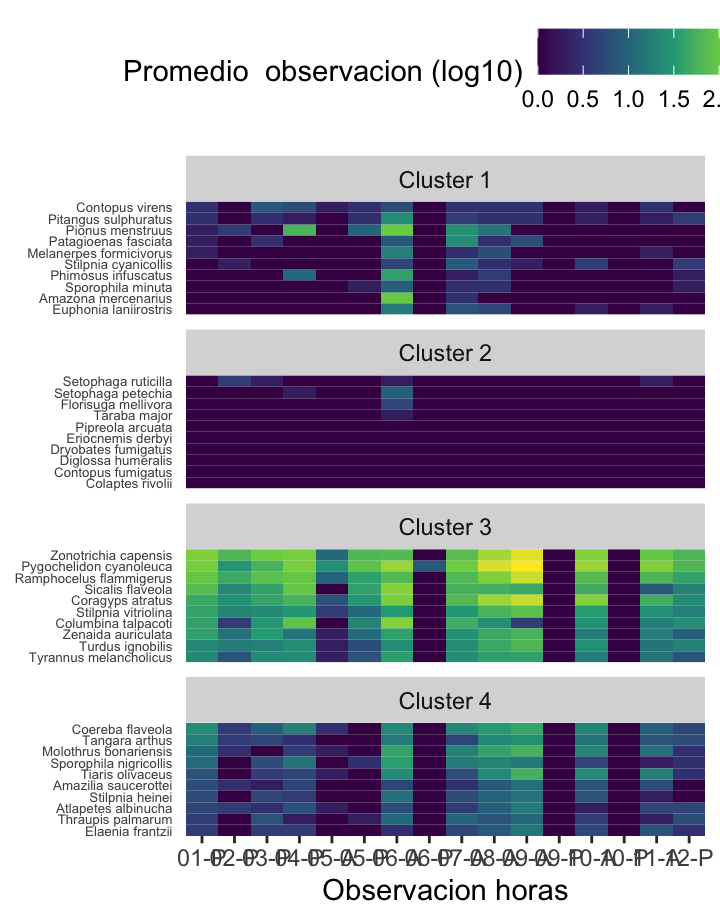 Promedio  observacion (log10)
0.0 0.5 1.0 1.5 2.
Cluster 1
Contopus virens
Pitangus sulphuratus
Pionus menstruus
Patagioenas fasciata
Melanerpes formicivorus
Stilpnia cyanicollis
Phimosus infuscatus
Sporophila minuta
Amazona mercenarius
Euphonia laniirostris
Cluster 2
Setophaga ruticilla
Setophaga petechia
Florisuga mellivora
Taraba major
Pipreola arcuata
Eriocnemis derbyi
Dryobates fumigatus
Diglossa humeralis
Contopus fumigatus
Colaptes rivolii
Cluster 3
Zonotrichia capensis
Pygochelidon cyanoleuca
Ramphocelus flammigerus
Sicalis flaveola
Coragyps atratus
Stilpnia vitriolina
Columbina talpacoti
Zenaida auriculata
Turdus ignobilis
Tyrannus melancholicus
Cluster 4
Coereba flaveola
Tangara arthus
Molothrus bonariensis
Sporophila nigricollis
Tiaris olivaceus
Amazilia saucerottei
Stilpnia heinei
Atlapetes albinucha
Thraupis palmarum
Elaenia frantzii
01-P 02-P 03-P 04-P 05-A 05-P 06-A 06-P 07-A 08-A 09-A 09-P 10-A 10-P 11-A 12-P
Observacion horas